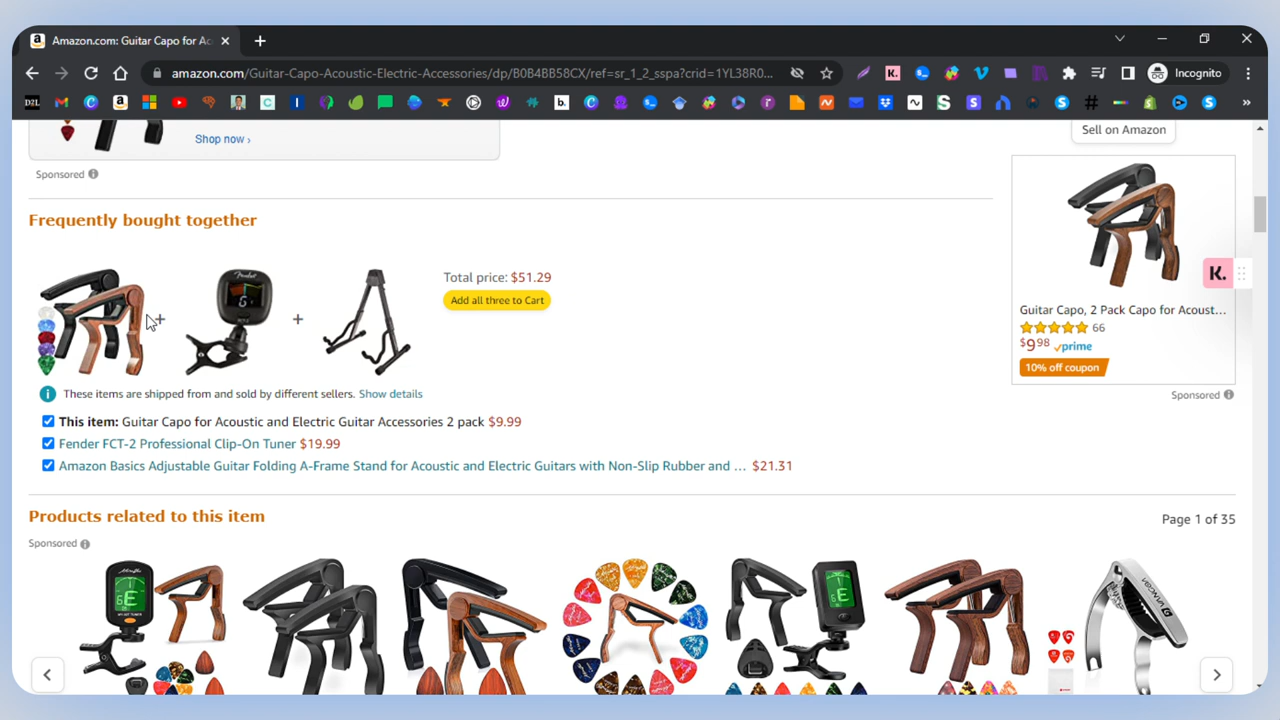 Amazon.com: Guitar Capo for Ac
amazon.com/Guitar-Capo-Acoustic-Electric-Accessories/dp/B0B4BB58CX/ref=sr_1_2_sspa?crid=1YL38R0...
Incognito
Shop now ›
Sponsored
Sell on Amazon
Frequently bought together
Total price: $51.29
Add all three to Cart
K.
Guitar Capo, 2 Pack Capo for Acoust...
66
$9.98 prime
10% off coupon
Sponsored
These items are shipped from and sold by different sellers. Show details
This item: Guitar Capo for Acoustic and Electric Guitar Accessories 2 pack $9.99
Fender FCT-2 Professional Clip-On Tuner $19.99
Amazon Basics Adjustable Guitar Folding A-Frame Stand for Acoustic and Electric Guitars with Non-Slip Rubber and ... $21.31
Products related to this item
Page 1 of 35
Sponsored